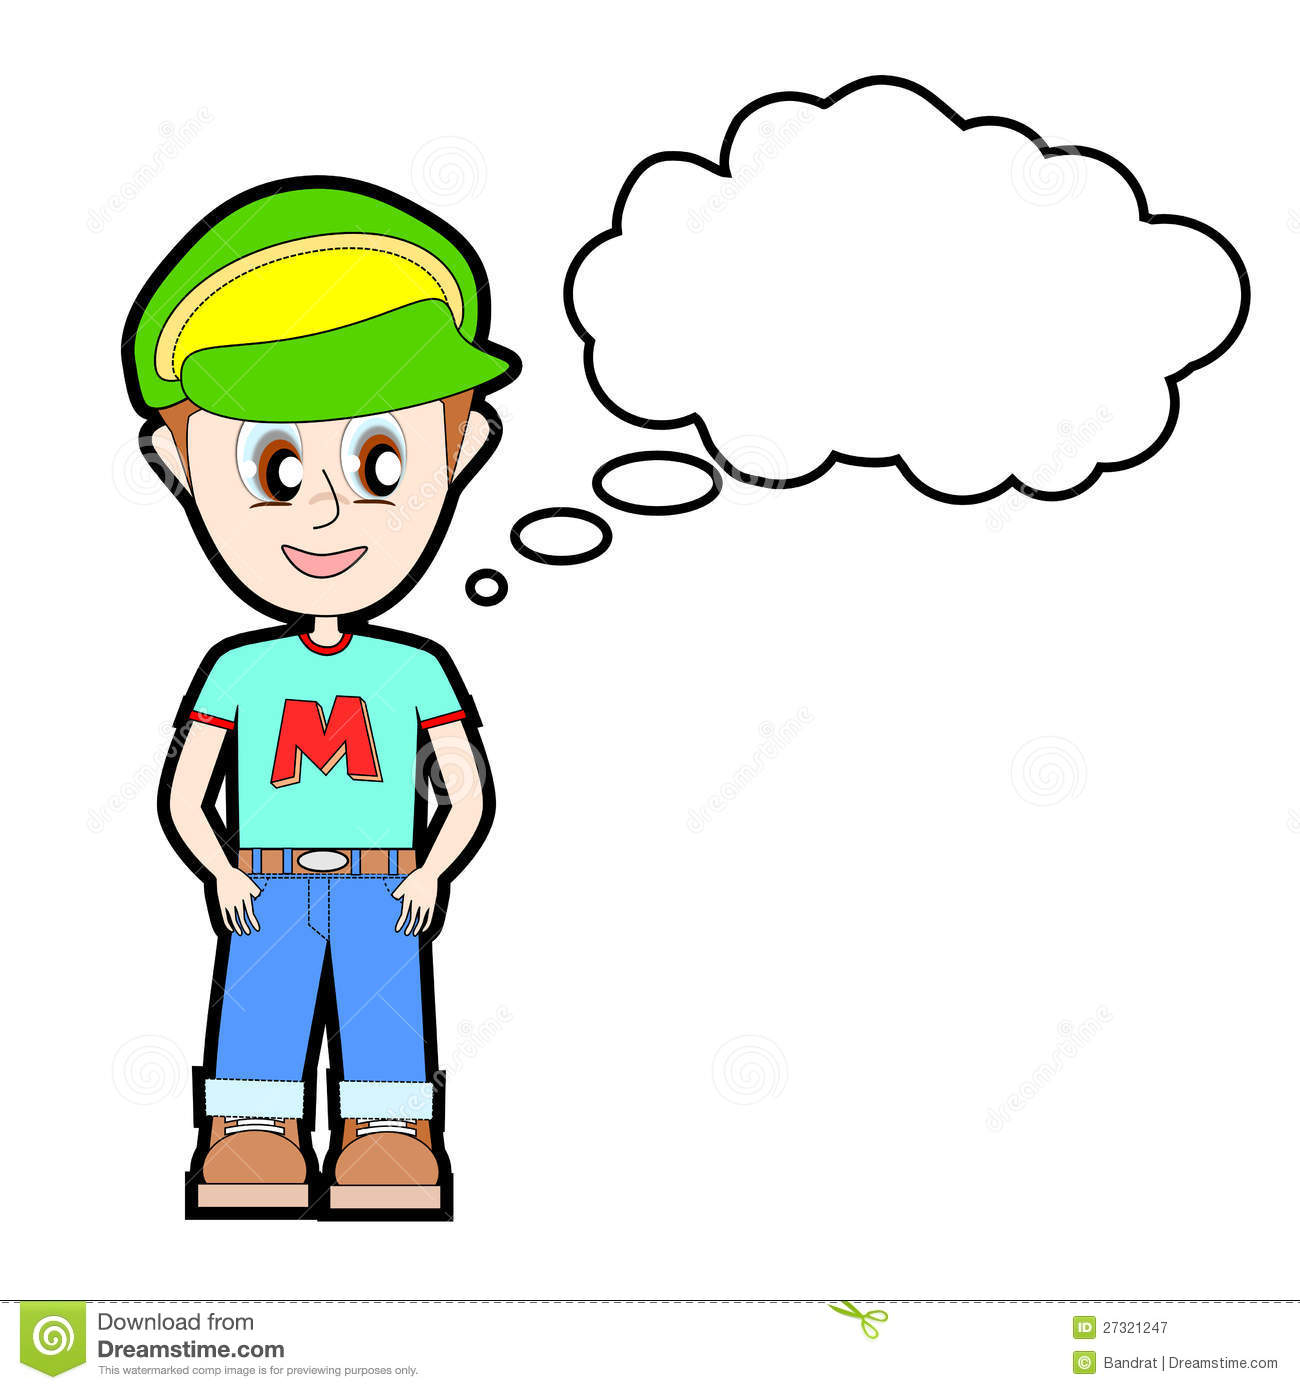 M
Download from
Dreamstime.com
This watermarked comp image is for previewing purposes only.
ID 27321247
© Bandrat | Dreamstime.com